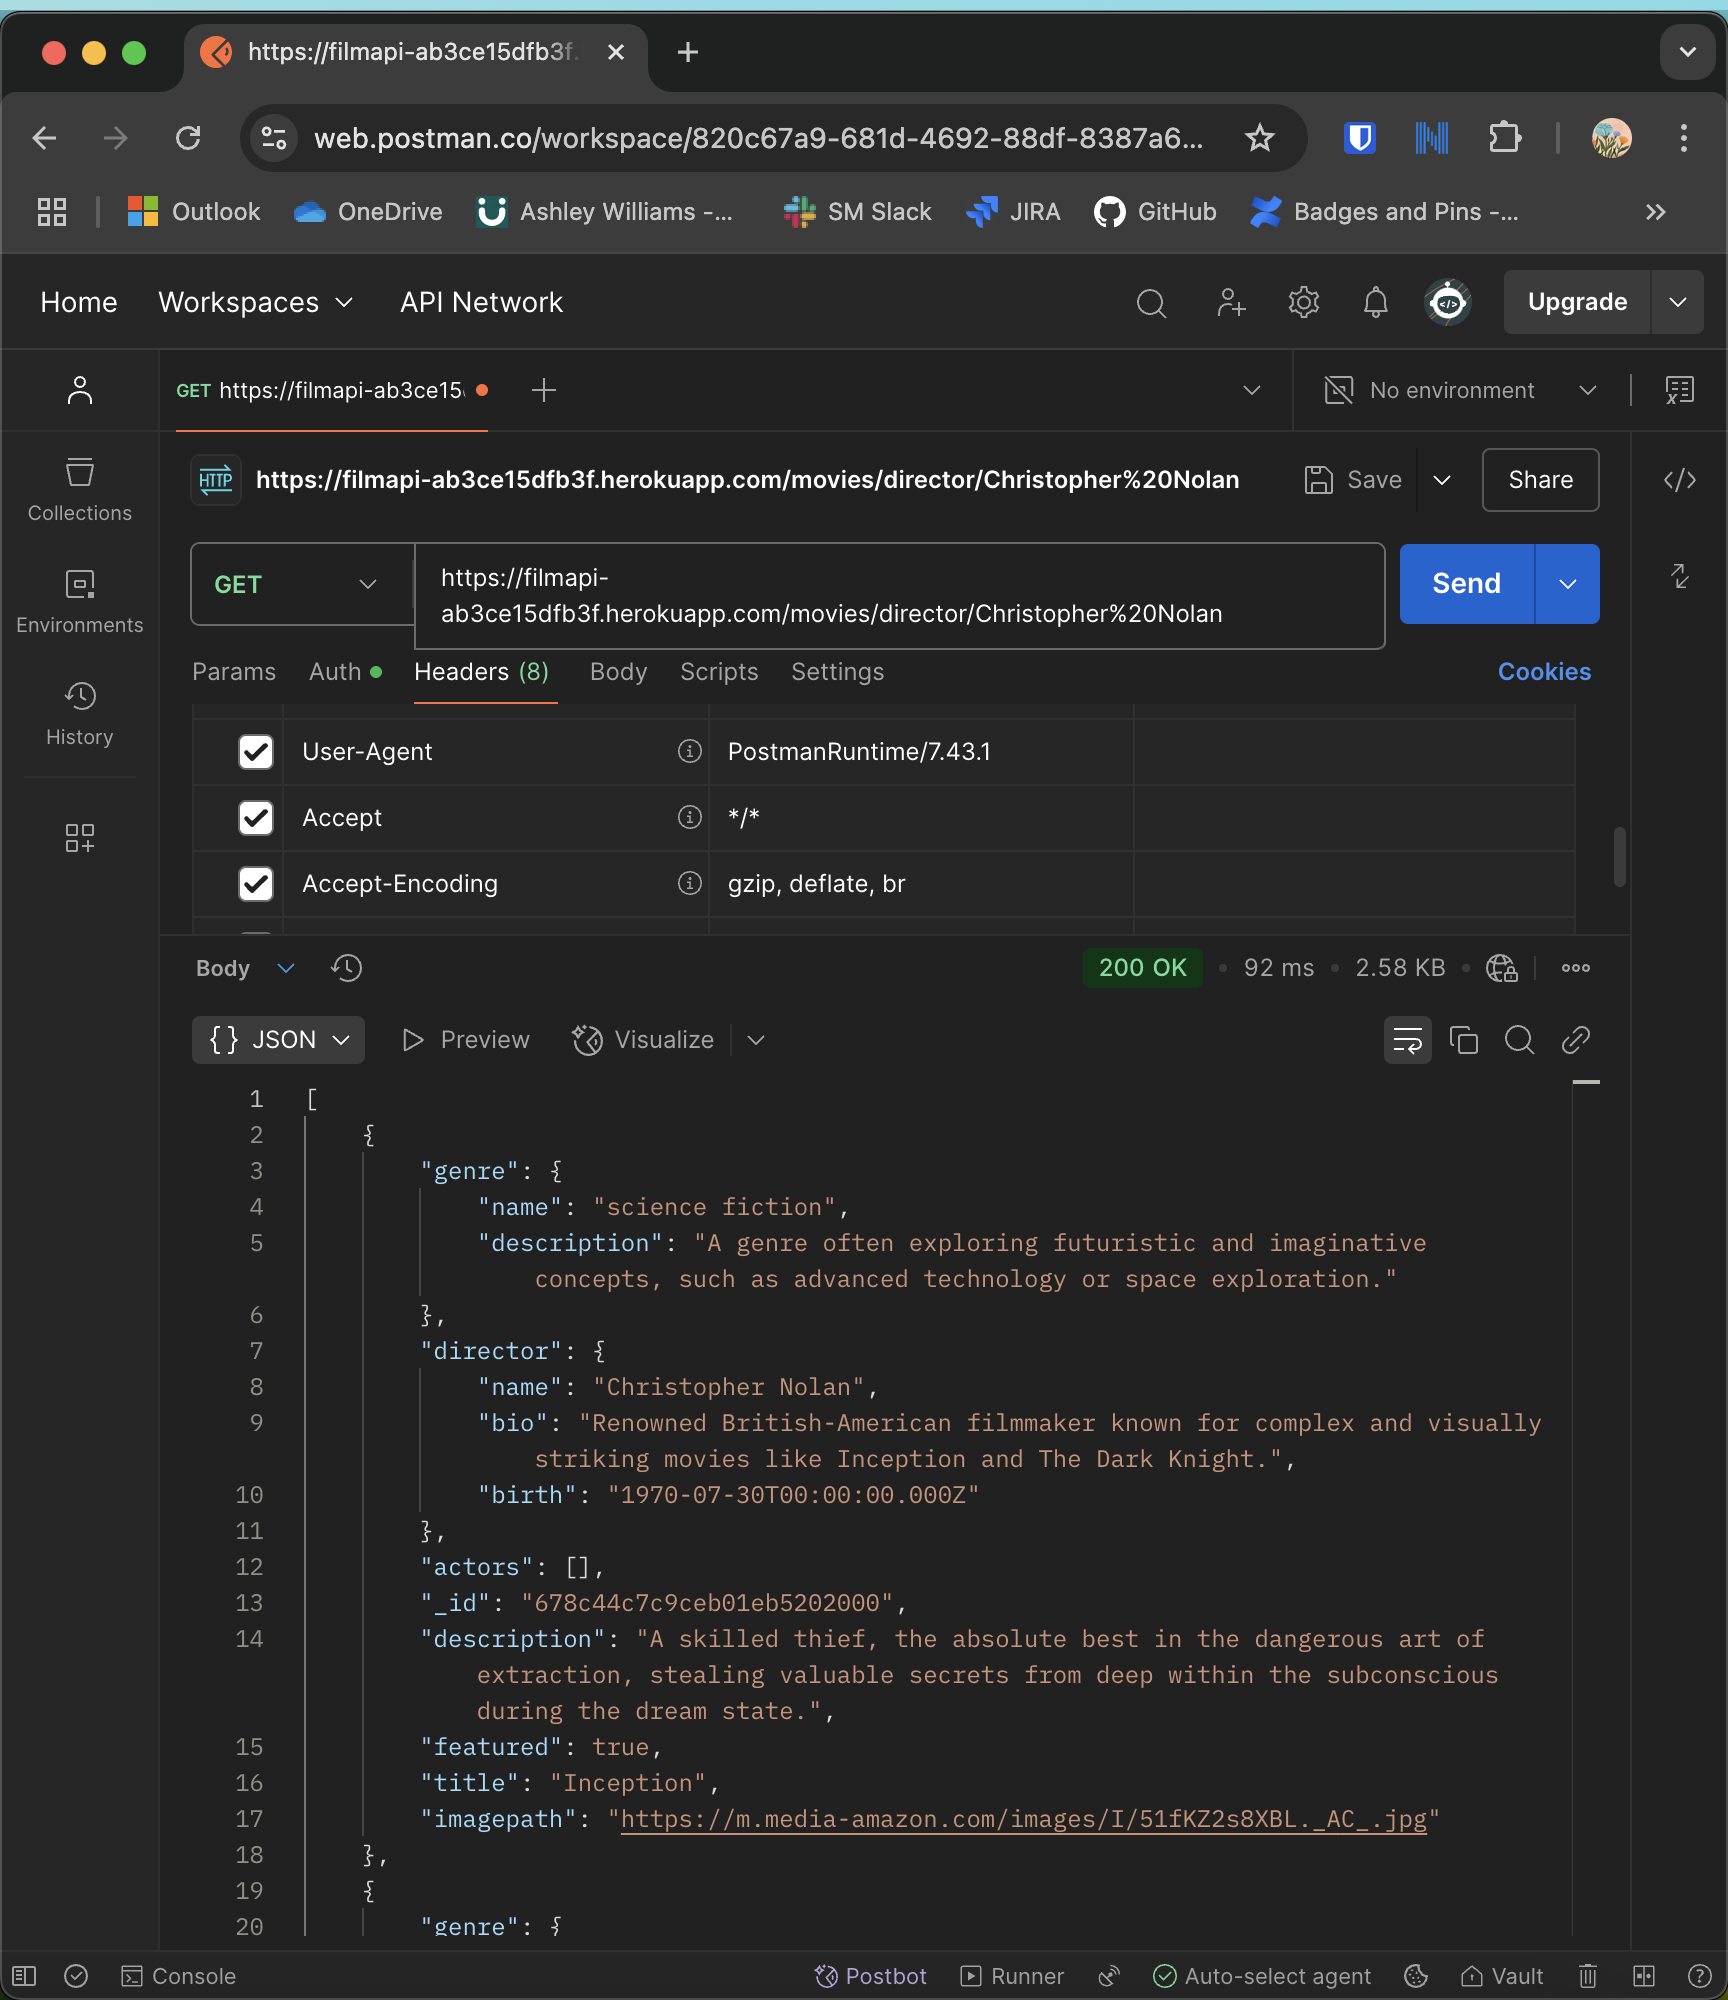 https://filmapi-ab3ce15dfb3f.
web.postman.co/workspace/820c67a9-681d-4692-88df-8387a6...
Outlook OneDrive Ashley Williams -... SM Slack JIRA GitHub Badges and Pins -...
Home Workspaces API Network Upgrade
GET https://filmapi-ab3ce15 No environment
HTTP https://filmapi-ab3ce15dfb3f.herokuapp.com/movies/director/Christopher%20Nolan Save Share
Collections
Environments
History
GET https://filmapi-
ab3ce15dfb3f.herokuapp.com/movies/director/Christopher%20Nolan
Send
Params Auth Headers (8) Body Scripts Settings Cookies
User-Agent PostmanRuntime/7.43.1
Accept */*
Accept-Encoding gzip, deflate, br
Body 200 OK • 92 ms • 2.58 KB •
{} JSON Preview Visualize
1 [
2 {
3 "genre": {
4 "name": "science fiction",
5 "description": "A genre often exploring futuristic and imaginative
concepts, such as advanced technology or space exploration."
6 },
7 "director": {
8 "name": "Christopher Nolan",
9 "bio": "Renowned British-American filmmaker known for complex and visually
striking movies like Inception and The Dark Knight.",
10 "birth": "1970-07-30T00:00:00.000Z"
11 },
12 "actors": [],
13 "_id": "678c44c7c9ceb01eb5202000",
14 "description": "A skilled thief, the absolute best in the dangerous art of
extraction, stealing valuable secrets from deep within the subconscious
during the dream state.",
15 "featured": true,
16 "title": "Inception",
17 "imagepath": "https://m.media-amazon.com/images/I/51fKZ2s8XBL._AC_.jpg"
18 },
19 {
20 "genre": {
Console Postbot Runner Auto-select agent Vault